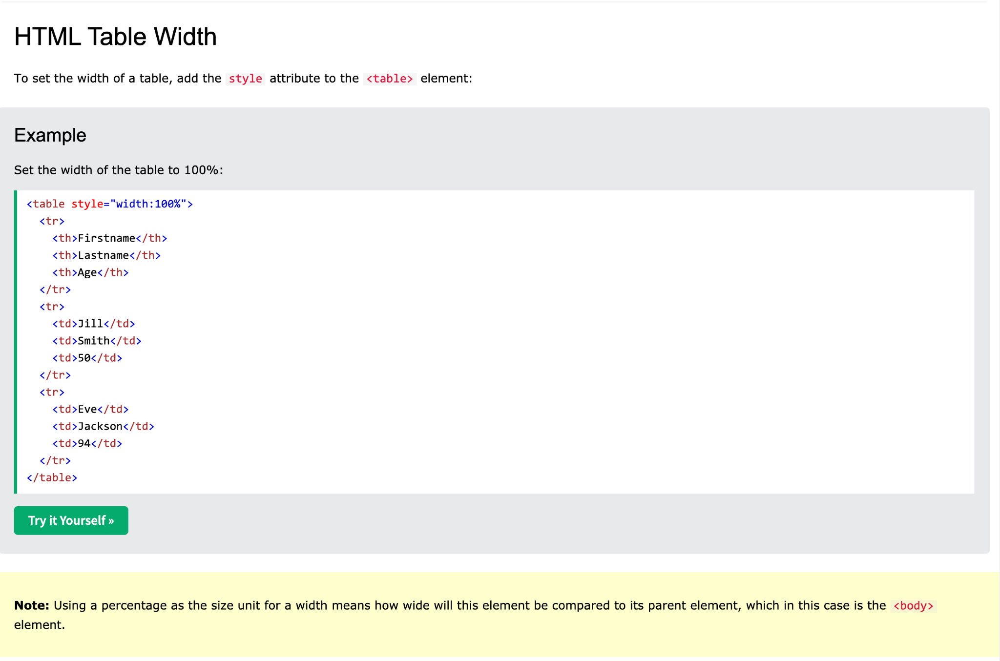 HTML Table Width
To set the width of a table, add the style attribute to the <table> element:
Example
Set the width of the table to 100%:
<table style="width:100%">
  <tr>
    <th>Firstname</th>
    <th>Lastname</th>
    <th>Age</th>
  </tr>
  <tr>
    <td>Jill</td>
    <td>Smith</td>
    <td>50</td>
  </tr>
  <tr>
    <td>Eve</td>
    <td>Jackson</td>
    <td>94</td>
  </tr>
</table>
Try it Yourself »
Note: Using a percentage as the size unit for a width means how wide will this element be compared to its parent element, which in this case is the <body>
element.